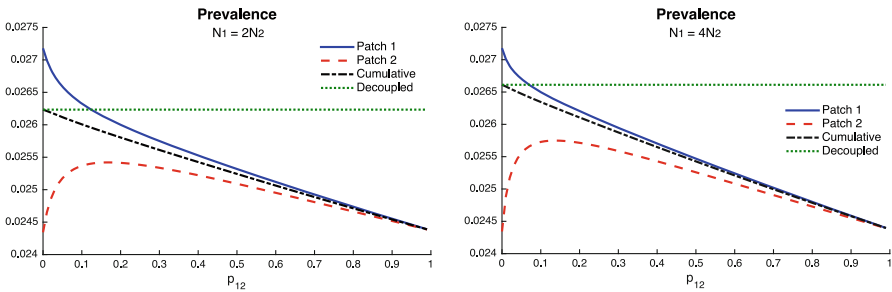 Prevalence
N1 = 2N2
0.0275
0.027
0.0265
0.026
0.0255
0.025
0.0245
0.024
Patch 1
Patch 2
Cumulative
Decoupled
0 0.1 0.2 0.3 0.4 0.5 0.6 0.7 0.8 0.9 1
p12
Prevalence
N1 = 4N2
0.0275
0.027
0.0265
0.026
0.0255
0.025
0.0245
0.024
Patch 1
Patch 2
Cumulative
Decoupled
0 0.1 0.2 0.3 0.4 0.5 0.6 0.7 0.8 0.9 1
p12